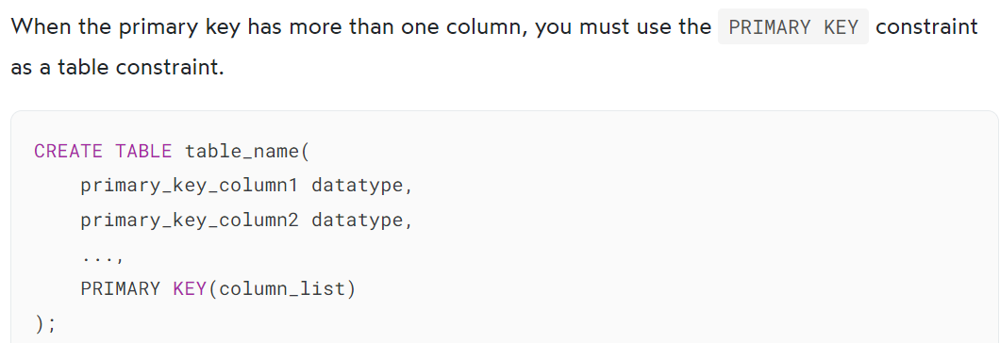 When the primary key has more than one column, you must use the PRIMARY KEY constraint
as a table constraint.
CREATE TABLE table_name(
    primary_key_column1 datatype,
    primary_key_column2 datatype,
    ...,
    PRIMARY KEY(column_list)
);